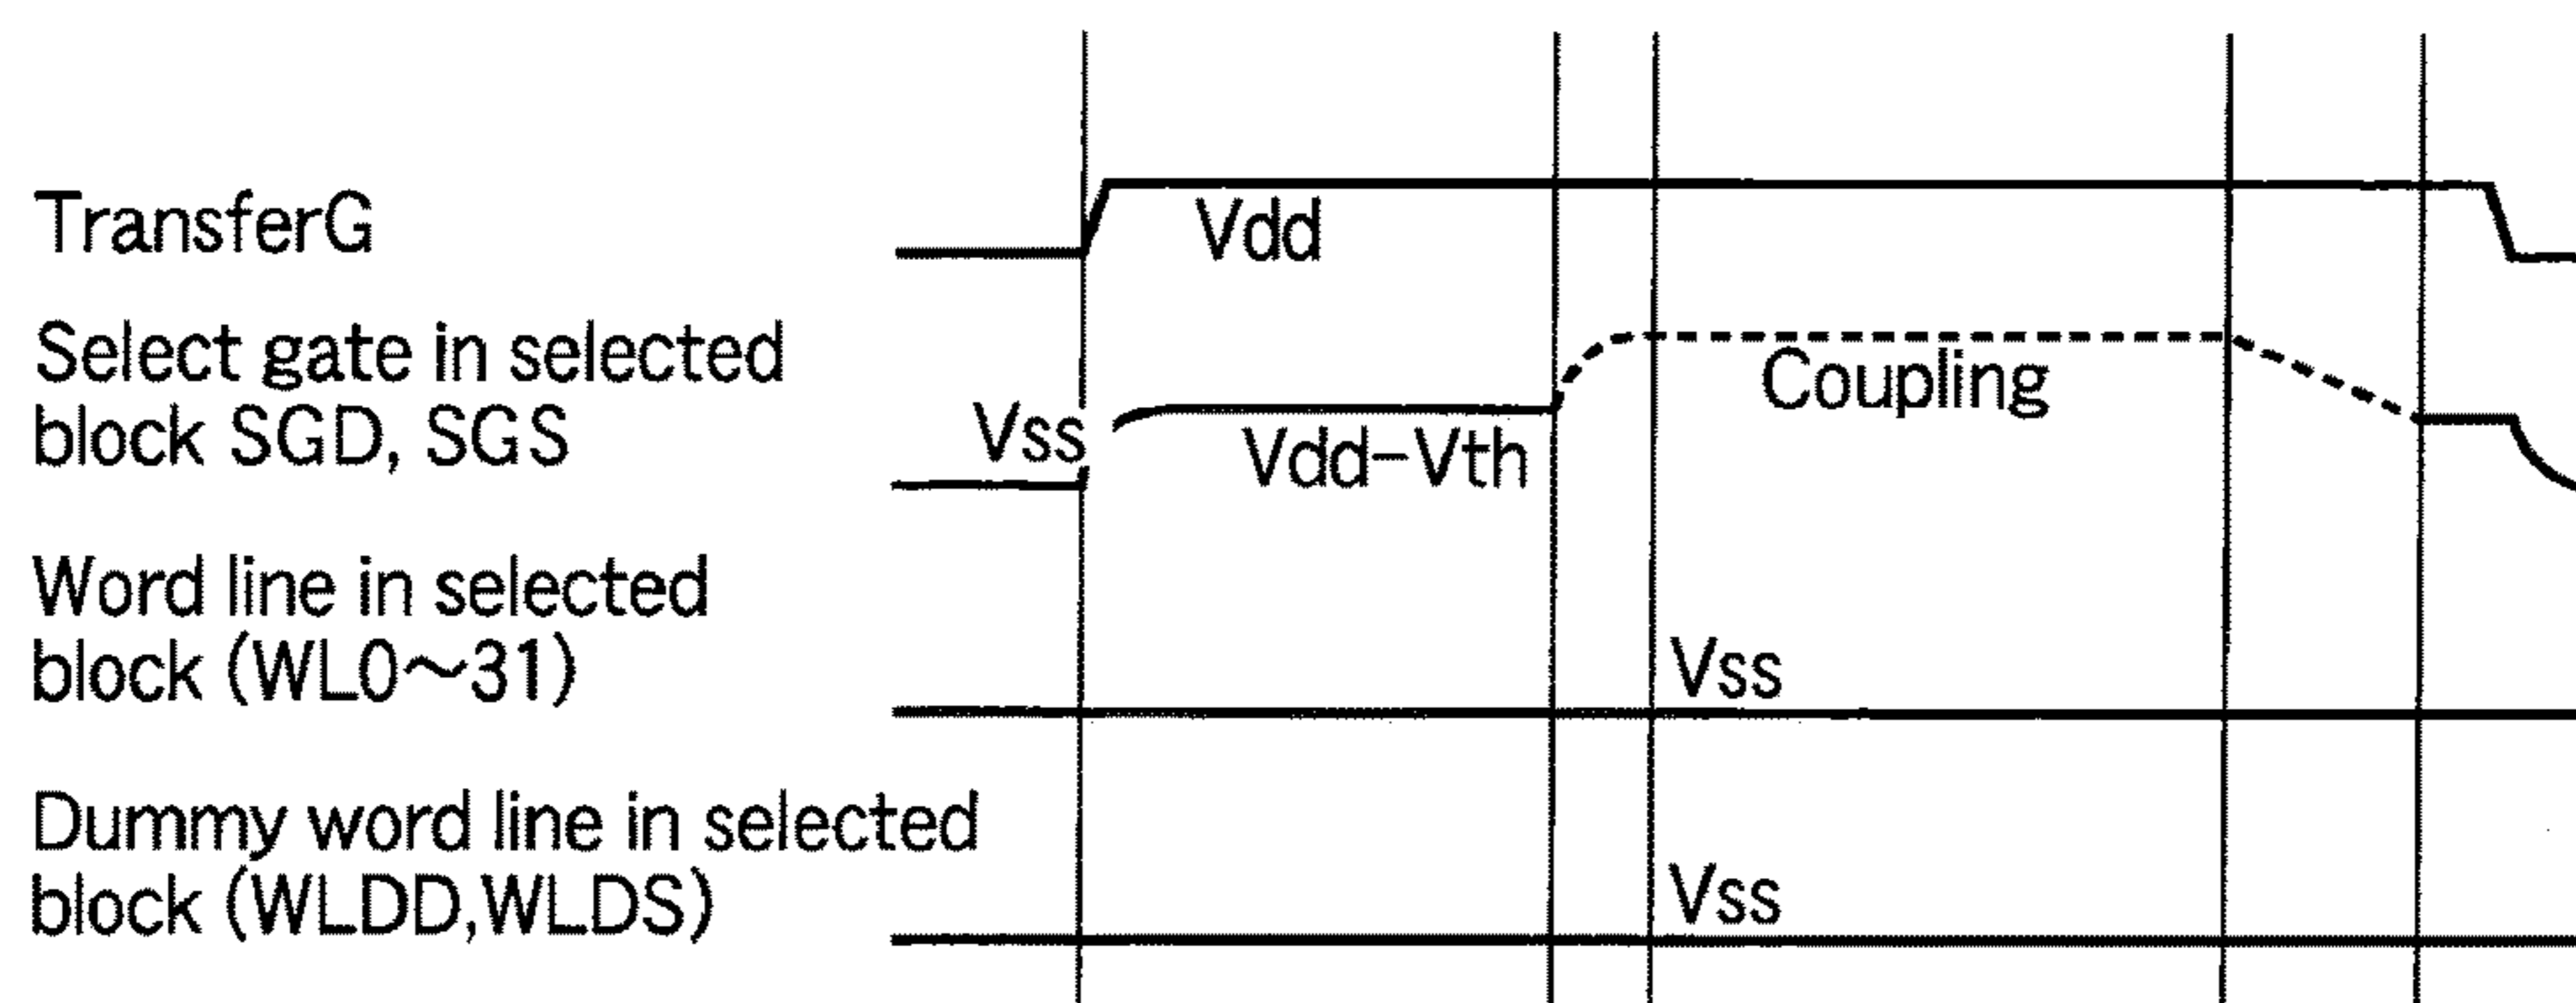 TransferG
Vdd
Select gate in selected
block SGD, SGS
Vss
Vdd-Vth
Coupling
Word line in selected
block (WL0～31)
Vss
Dummy word line in selected
block (WLDD,WLDS)
Vss